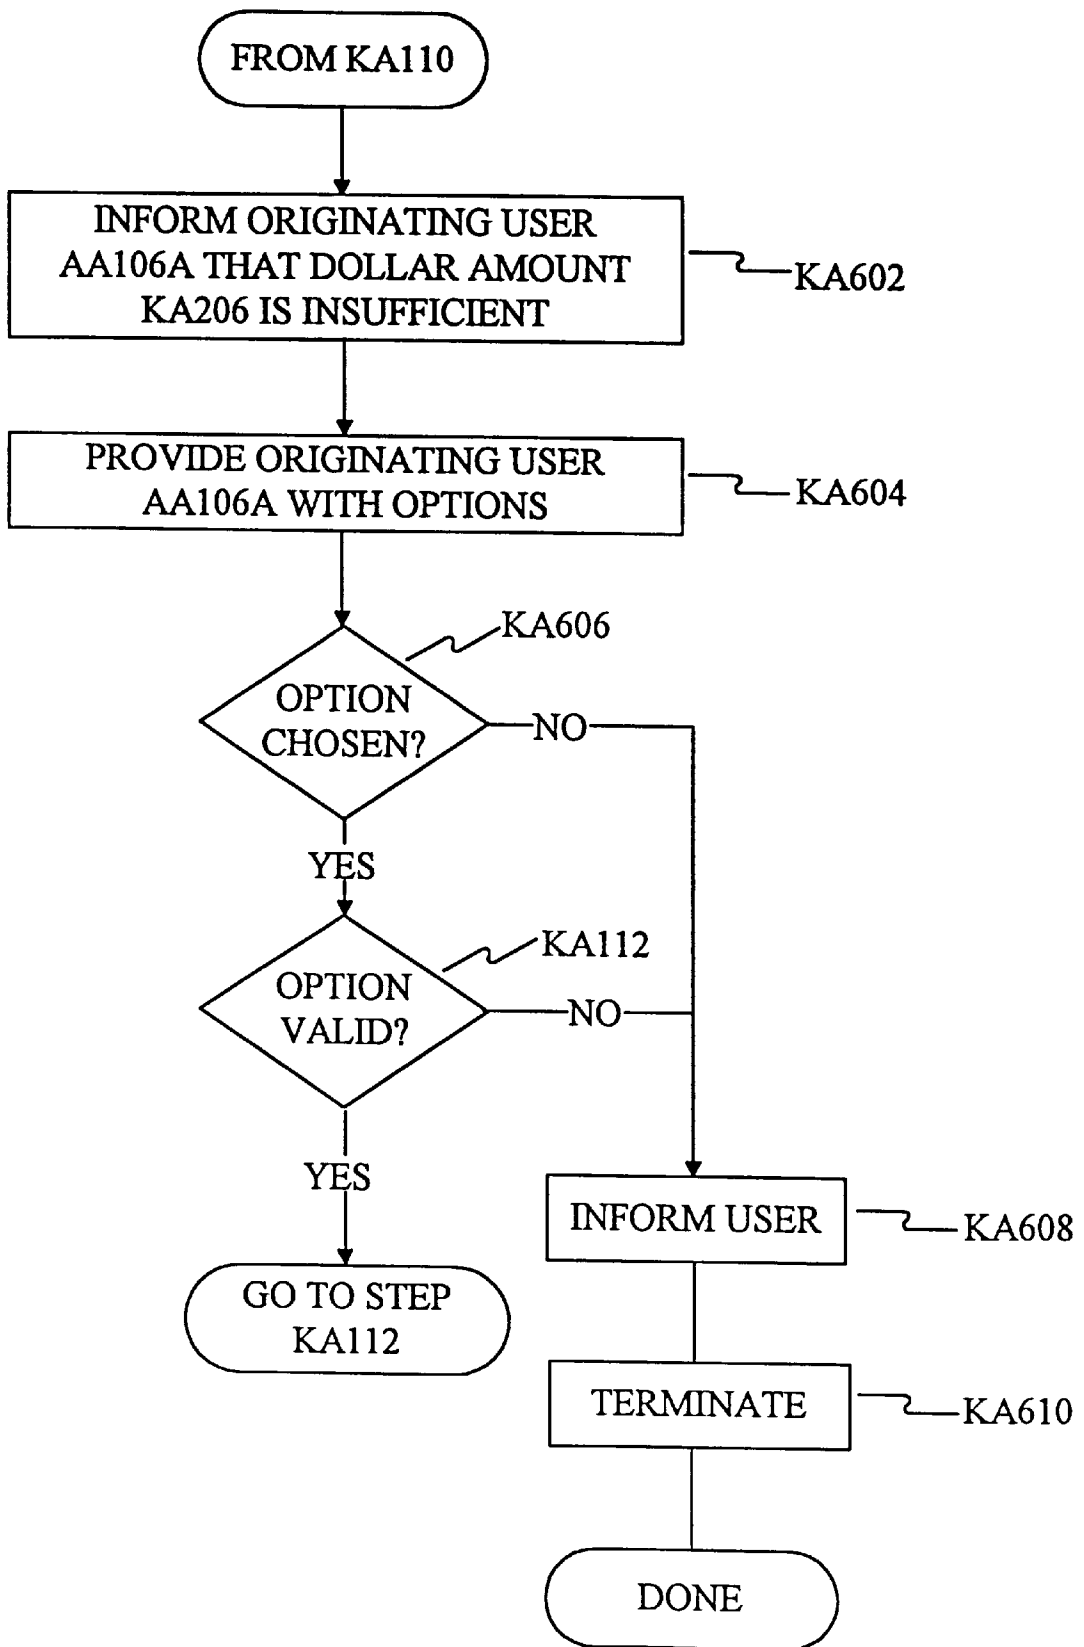 FROM KA110
INFORM ORIGINATING USER
AA106A THAT DOLLAR AMOUNT
KA206 IS INSUFFICIENT
KA602
PROVIDE ORIGINATING USER
AA106A WITH OPTIONS
KA604
KA606
OPTION
CHOSEN?
NO
YES
KA112
OPTION
VALID?
NO
YES
INFORM USER
KA608
GO TO STEP
KA112
TERMINATE
KA610
DONE